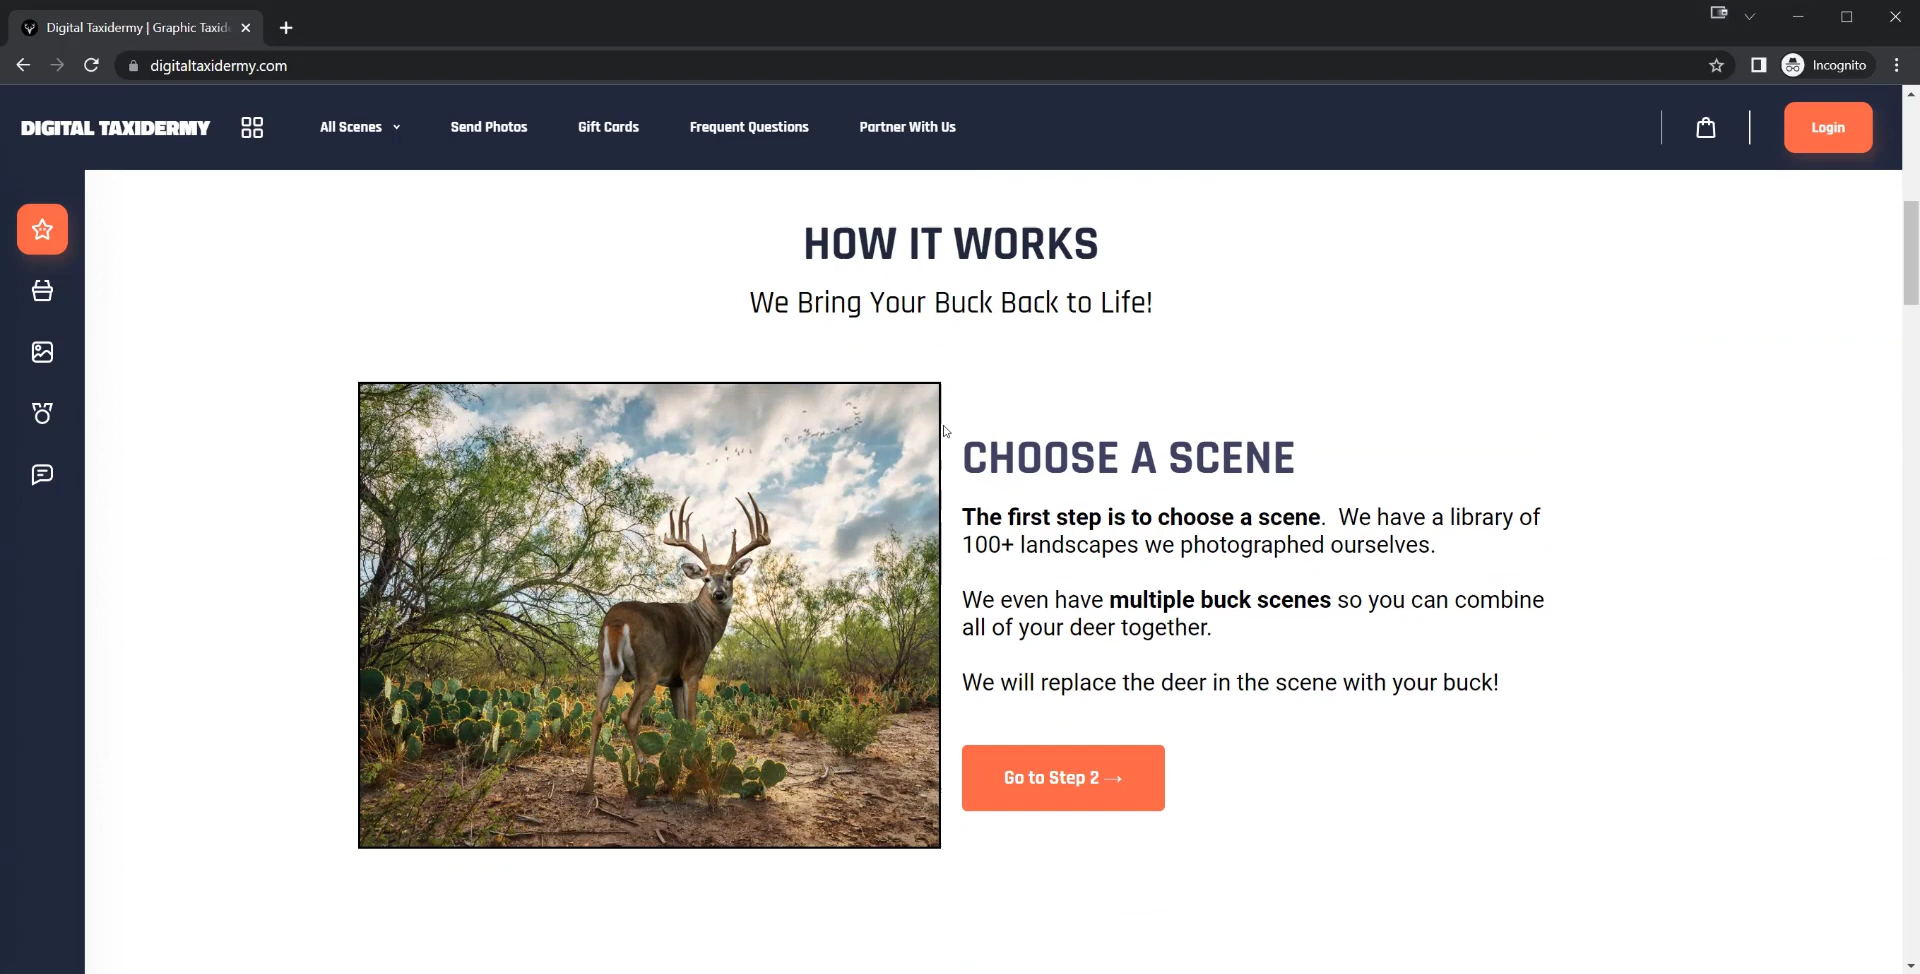 Digital Taxidermy | Graphic Taxid
digitaltaxidermy.com
Incognito
DIGITAL TAXIDERMY
All Scenes
Send Photos
Gift Cards
Frequent Questions
Partner With Us
Login
HOW IT WORKS
We Bring Your Buck Back to Life!
CHOOSE A SCENE
The first step is to choose a scene.  We have a library of
100+ landscapes we photographed ourselves.
We even have multiple buck scenes so you can combine
all of your deer together.
We will replace the deer in the scene with your buck!
Go to Step 2 →